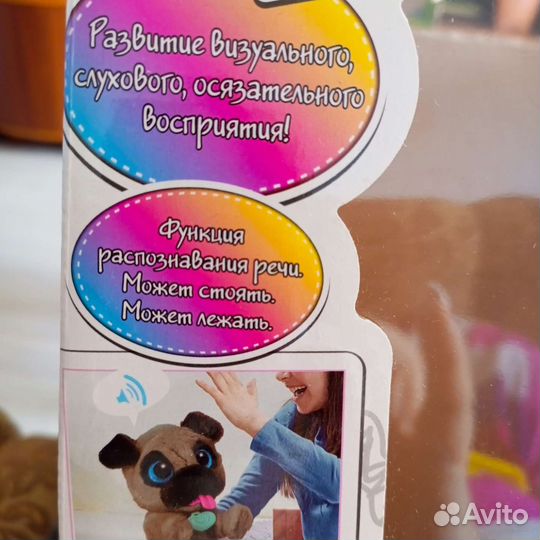 Развитие визуального,
слухового, осязательного
восприятия!
Функция
распознавания речи.
Может стоять.
Может лежать.
Avito